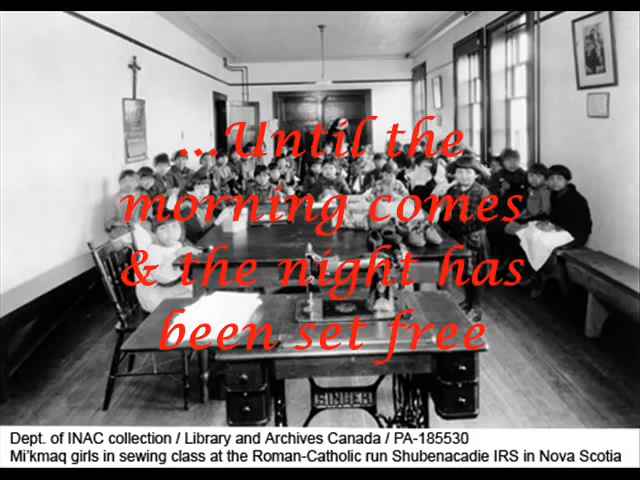 ...Until the
morning comes
& the night has
been set free
SINGER
Dept. of INAC collection / Library and Archives Canada / PA-185530
Mi'kmaq girls in sewing class at the Roman-Catholic run Shubenacadie IRS in Nova Scotia